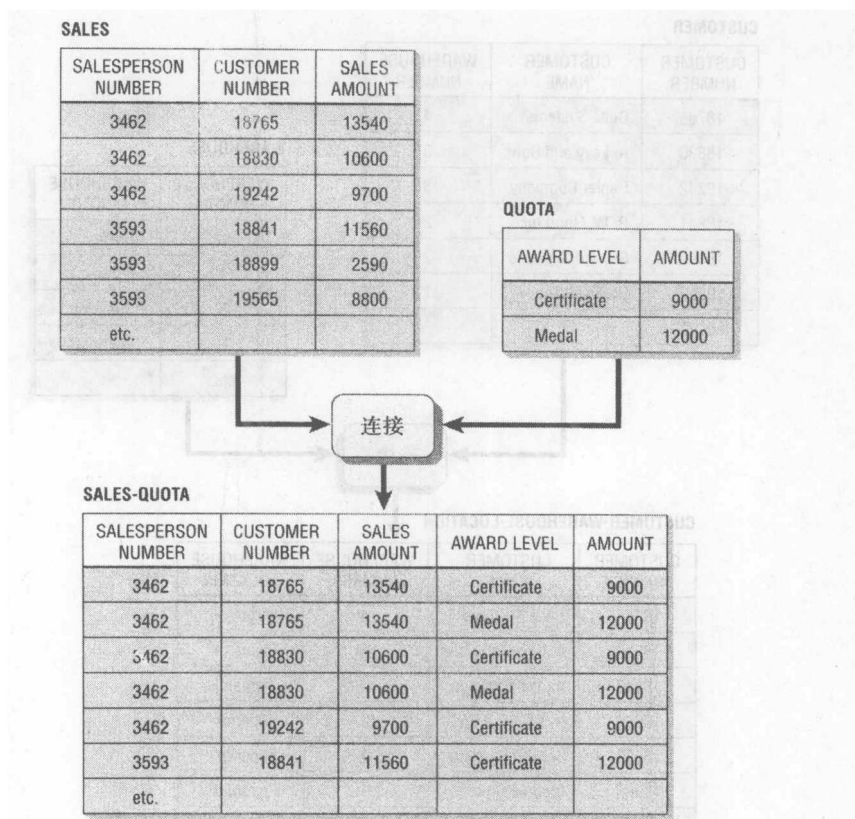 SALES
SALESPERSON CUSTOMER SALES
NUMBER NUMBER AMOUNT
3462 18765 13540
3462 18830 10600
3462 19242 9700
3593 18841 11560
3593 18899 2590
3593 19565 8800
etc.
QUOTA
AWARD LEVEL AMOUNT
Certificate 9000
Medal 12000
连接
SALES-QUOTA
SALESPERSON CUSTOMER SALES AWARD LEVEL AMOUNT
NUMBER NUMBER AMOUNT
3462 18765 13540 Certificate 9000
3462 18765 13540 Medal 12000
3462 18830 10600 Certificate 9000
3462 18830 10600 Medal 12000
3462 19242 9700 Certificate 9000
3593 18841 11560 Certificate 12000
etc.